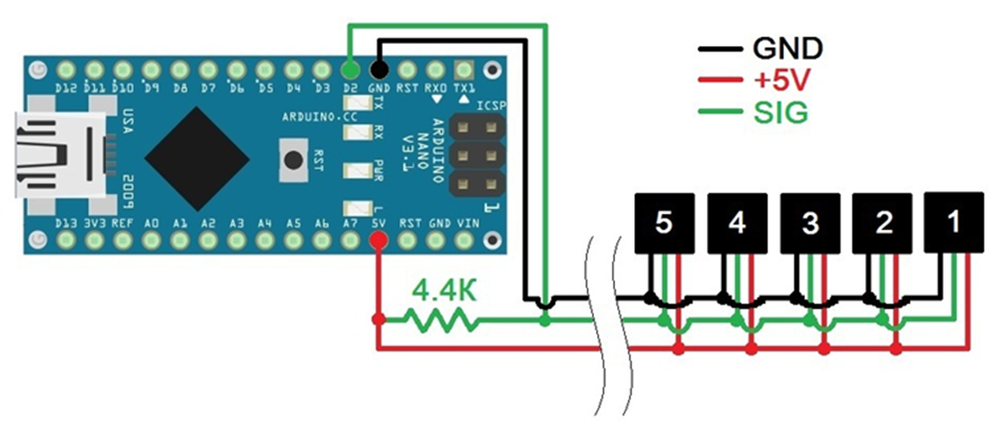 GND
+5V
SIG
D12 D11 D10 D9 D8 D7 D6 D5 D4 D3 D2 GND RST RX0 TX1
ICSP
TX
RX
PWR
L
ARDUINO.CC
ARDUINO
NANO
V3.1
RST
USA
2009
1
D13 3V3 REF A0 A1 A2 A3 A4 A5 A6 A7 5V RST GND VIN
5 4 3 2 1
4.4K